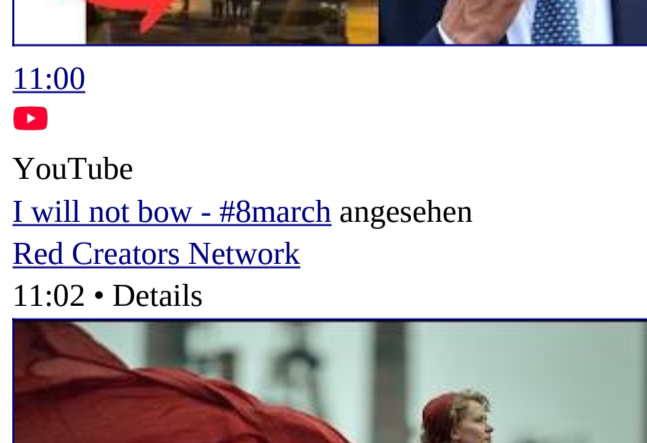 11:00
YouTube
I will not bow - #8march angesehen
Red Creators Network
11:02 • Details